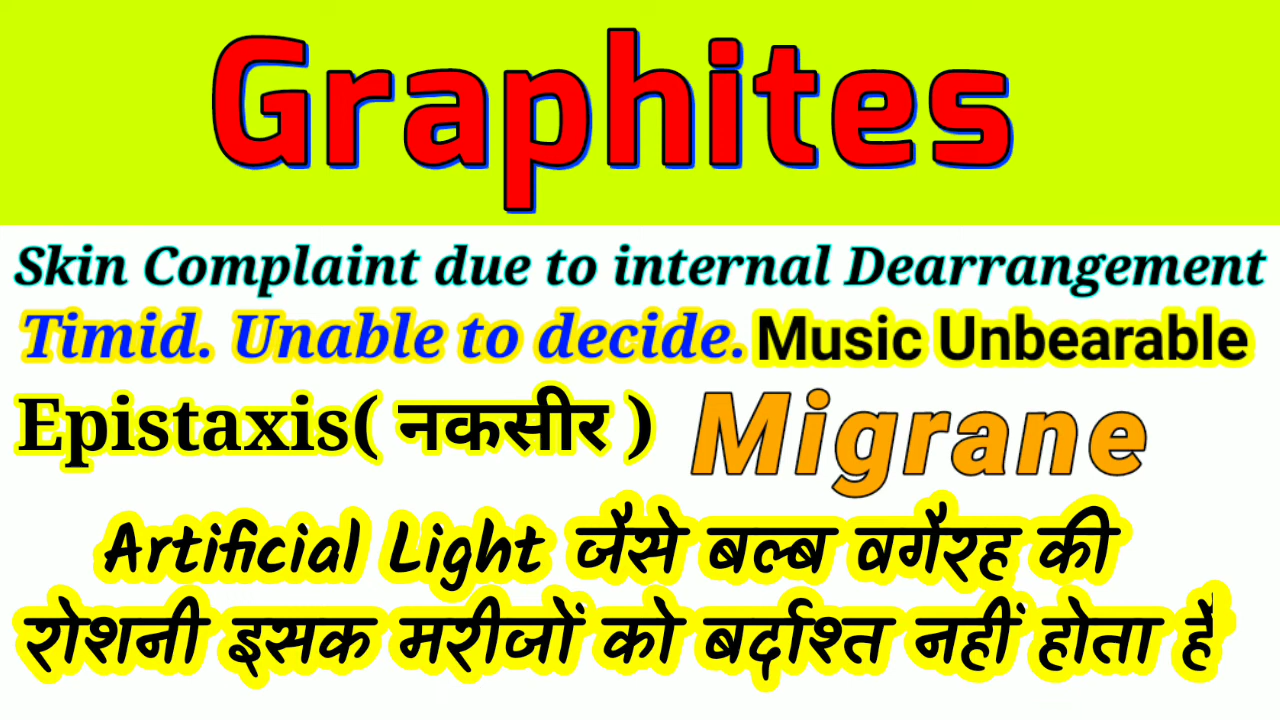 Graphites
Skin Complaint due to internal Dearrangement
Timid. Unable to decide. Music Unbearable
Epistaxis( नकसीर ) Migrane
Artificial Light जैसे बल्ब वगैरह की
रोशनी इसक मरीजों को बर्दाश्त नहीं होता है